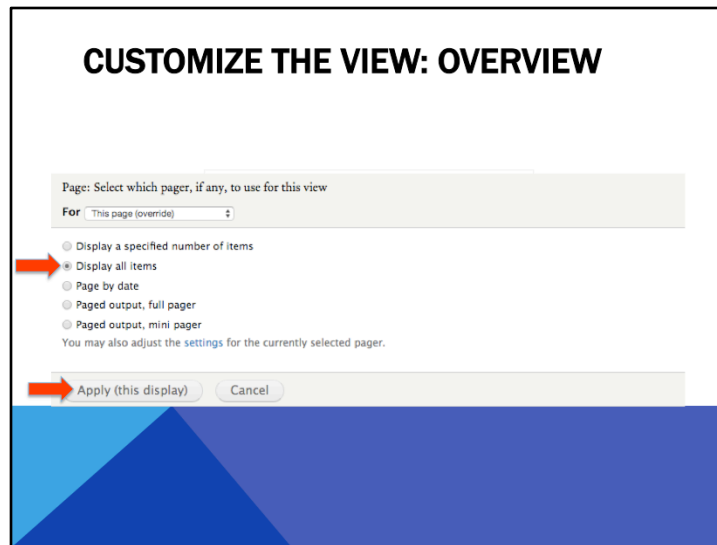 CUSTOMIZE THE VIEW: OVERVIEW
Page: Select which pager, if any, to use for this view
For This page (override)
Display a specified number of items
Display all items
Page by date
Paged output, full pager
Paged output, mini pager
You may also adjust the settings for the currently selected pager.
Apply (this display) Cancel